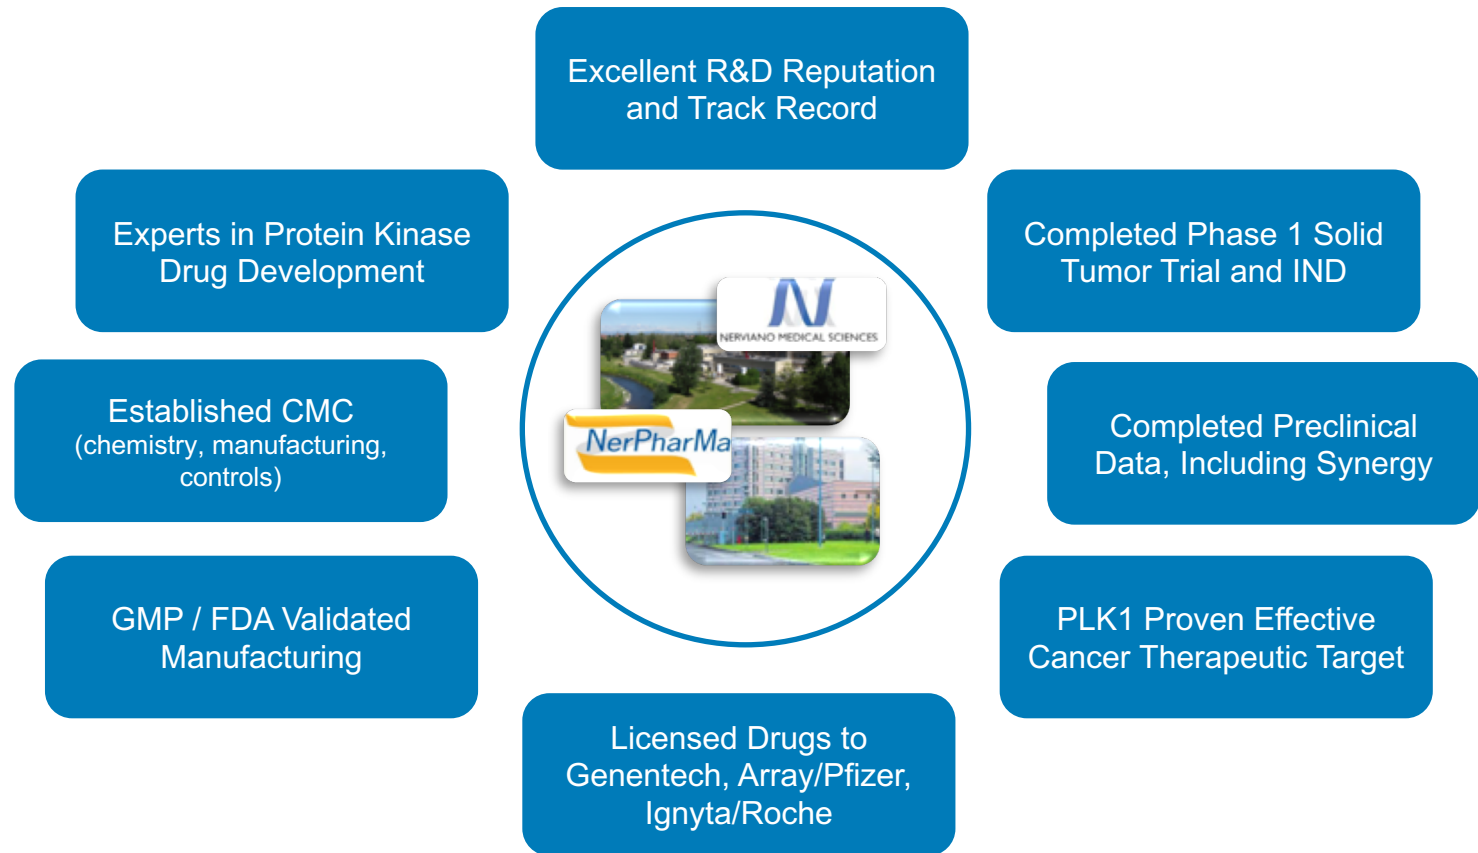 Excellent R&D Reputation
and Track Record
Experts in Protein Kinase
Drug Development
Completed Phase 1 Solid
Tumor Trial and IND
NERVIANO MEDICAL SCIENCES
Established CMC
(chemistry, manufacturing,
controls)
NerPharMa
Completed Preclinical
Data, Including Synergy
GMP / FDA Validated
Manufacturing
PLK1 Proven Effective
Cancer Therapeutic Target
Licensed Drugs to
Genentech, Array/Pfizer,
Ignyta/Roche